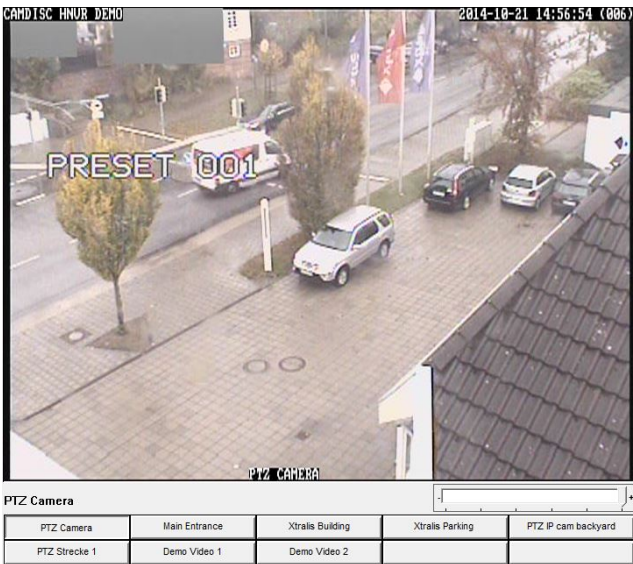 CAMDISC HNVR DEMO 2014-10-21 14:56:54 (006)
PRESET 001
PTZ CAMERA
PTZ Camera
- +
PTZ Camera Main Entrance Xtralis Building Xtralis Parking PTZ IP cam backyard
PTZ Strecke 1 Demo Video 1 Demo Video 2